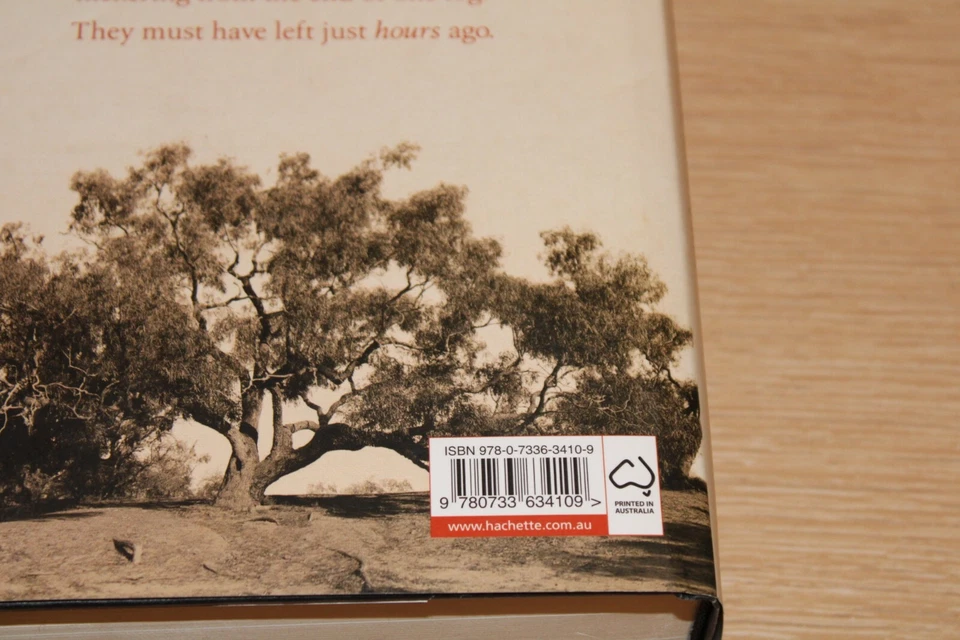 They must have left just hours ago.
ISBN 978-0-7336-3410-9
9 780733 634109 >
www.hachette.com.au
PRINTED IN
AUSTRALIA